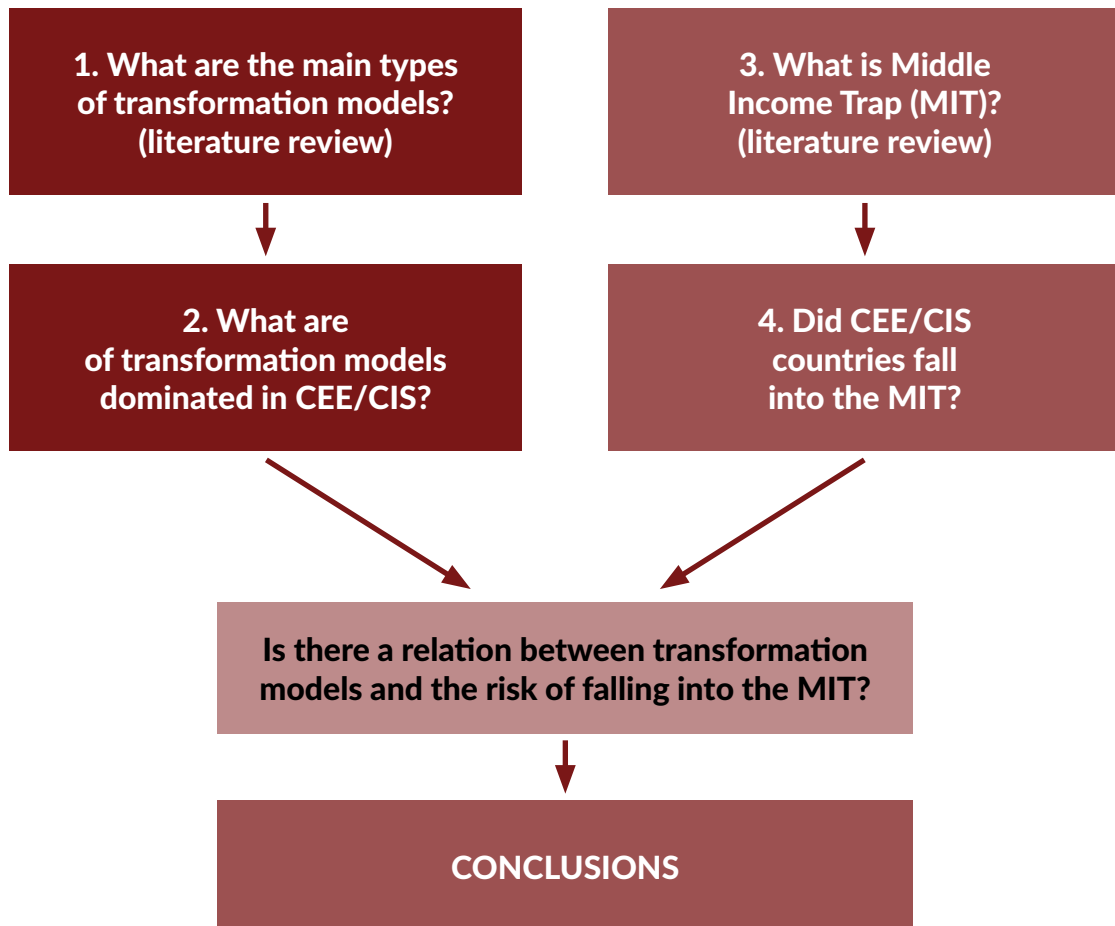 1. What are the main types
of transformation models?
(literature review)
2. What are
of transformation models
dominated in CEE/CIS?
3. What is Middle
Income Trap (MIT)?
(literature review)
4. Did CEE/CIS
countries fall
into the MIT?
Is there a relation between transformation
models and the risk of falling into the MIT?
CONCLUSIONS